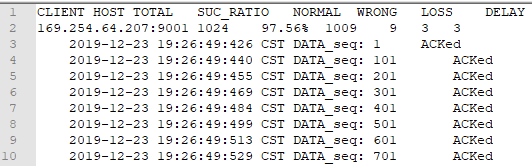 1 CLIENT HOST TOTAL SUC_RATIO NORMAL WRONG LOSS DELAY
2 169.254.64.207:9001 1024 97.56% 1009 9 3 3
3 2019-12-23 19:26:49:426 CST DATA_seq: 1 ACKed
4 2019-12-23 19:26:49:440 CST DATA_seq: 101 ACKed
5 2019-12-23 19:26:49:455 CST DATA_seq: 201 ACKed
6 2019-12-23 19:26:49:469 CST DATA_seq: 301 ACKed
7 2019-12-23 19:26:49:484 CST DATA_seq: 401 ACKed
8 2019-12-23 19:26:49:499 CST DATA_seq: 501 ACKed
9 2019-12-23 19:26:49:513 CST DATA_seq: 601 ACKed
10 2019-12-23 19:26:49:529 CST DATA_seq: 701 ACKed